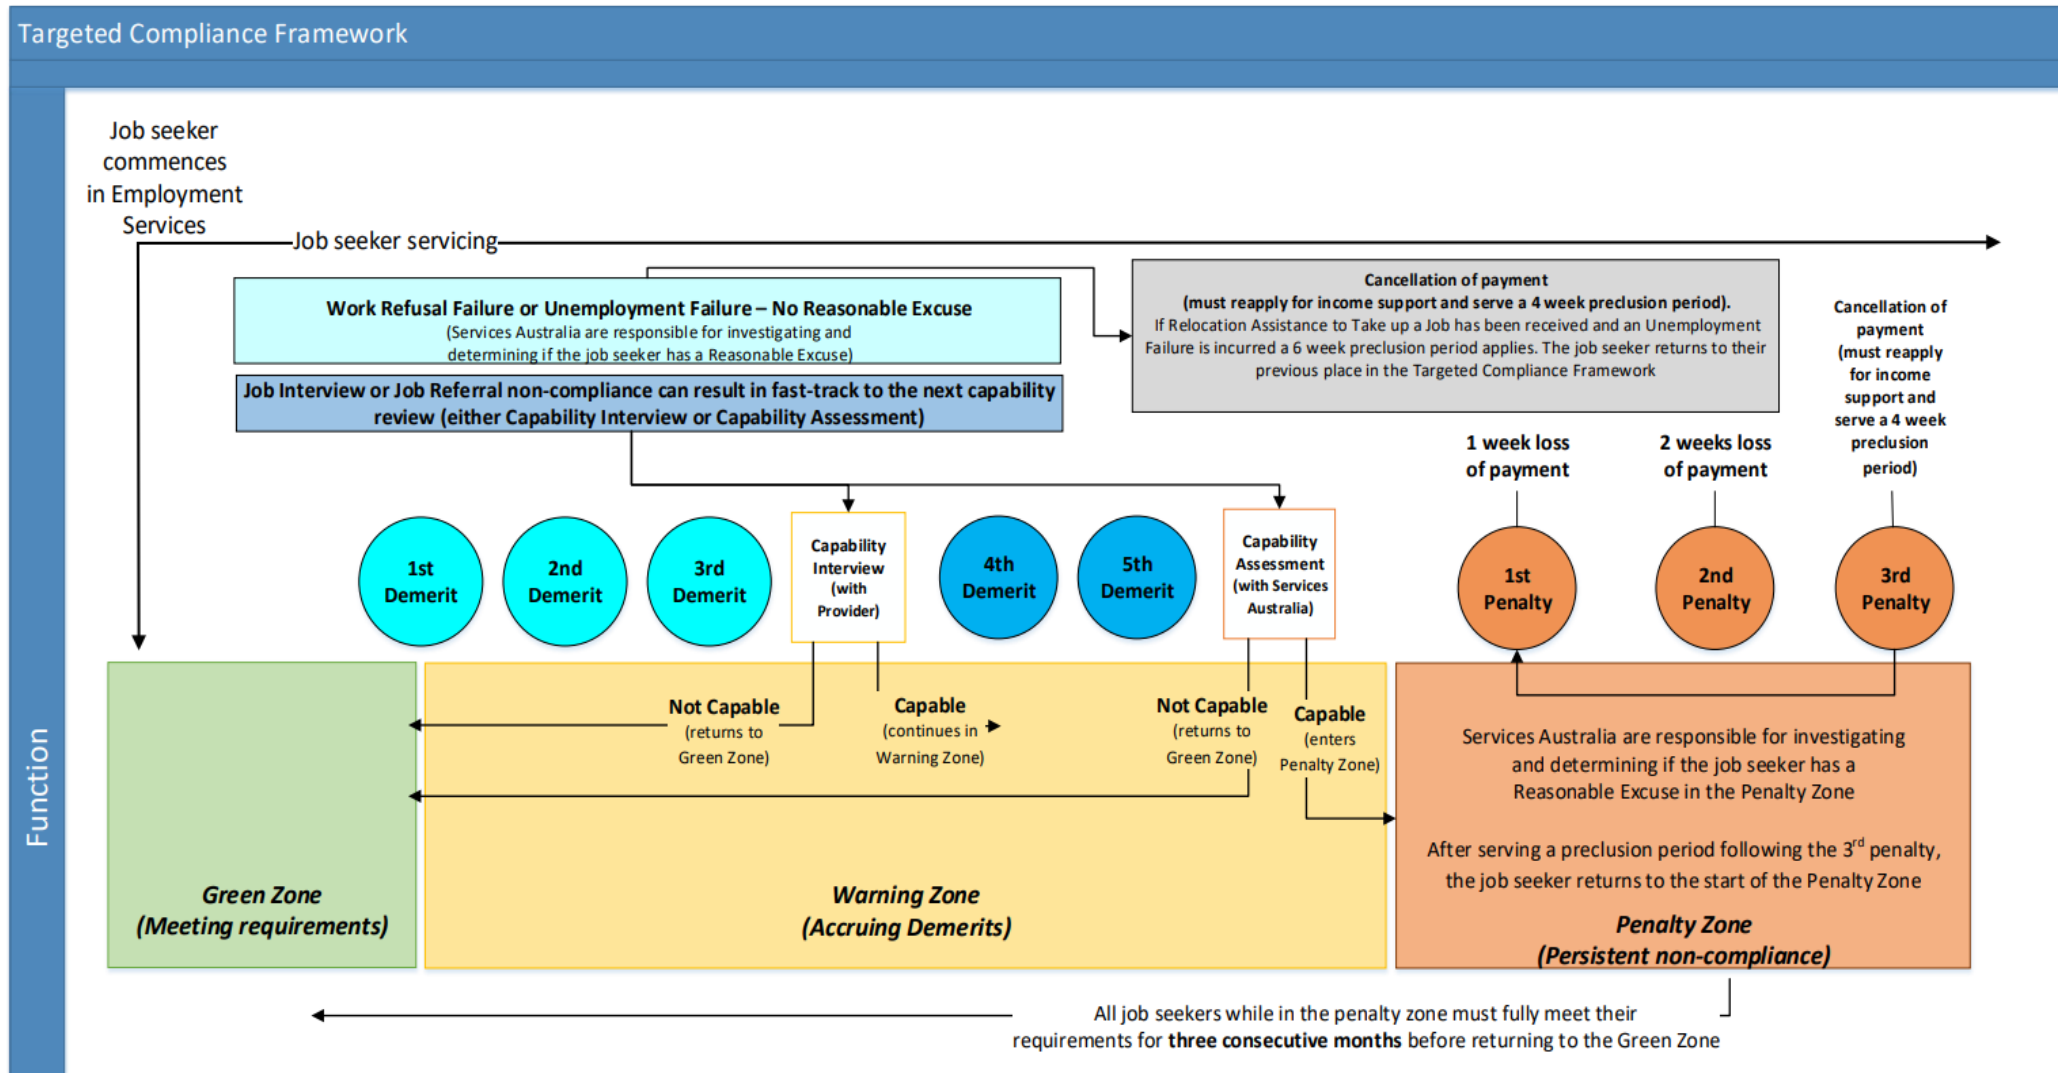 Targeted Compliance Framework
Function
Job seeker
commences
in Employment
Services
Job seeker servicing
Work Refusal Failure or Unemployment Failure – No Reasonable Excuse
(Services Australia are responsible for investigating and
determining if the job seeker has a Reasonable Excuse)
Job Interview or Job Referral non-compliance can result in fast-track to the next capability
review (either Capability Interview or Capability Assessment)
Cancellation of payment
(must reapply for income support and serve a 4 week preclusion period).
If Relocation Assistance to Take up a Job has been received and an Unemployment
Failure is incurred a 6 week preclusion period applies. The job seeker returns to their
previous place in the Targeted Compliance Framework
1 week loss
of payment
2 weeks loss
of payment
Cancellation of
payment
(must reapply
for income
support and
serve a 4 week
preclusion
period)
1st
Demerit
2nd
Demerit
3rd
Demerit
Capability
Interview
(with
Provider)
4th
Demerit
5th
Demerit
Capability
Assessment
(with Services
Australia)
1st
Penalty
2nd
Penalty
3rd
Penalty
Not Capable
(returns to
Green Zone)
Capable
(continues in
Warning Zone)
Not Capable
(returns to
Green Zone)
Capable
(enters
Penalty Zone)
Services Australia are responsible for investigating
and determining if the job seeker has a
Reasonable Excuse in the Penalty Zone
After serving a preclusion period following the 3rd penalty,
the job seeker returns to the start of the Penalty Zone
Green Zone
(Meeting requirements)
Warning Zone
(Accruing Demerits)
Penalty Zone
(Persistent non-compliance)
All job seekers while in the penalty zone must fully meet their
requirements for three consecutive months before returning to the Green Zone